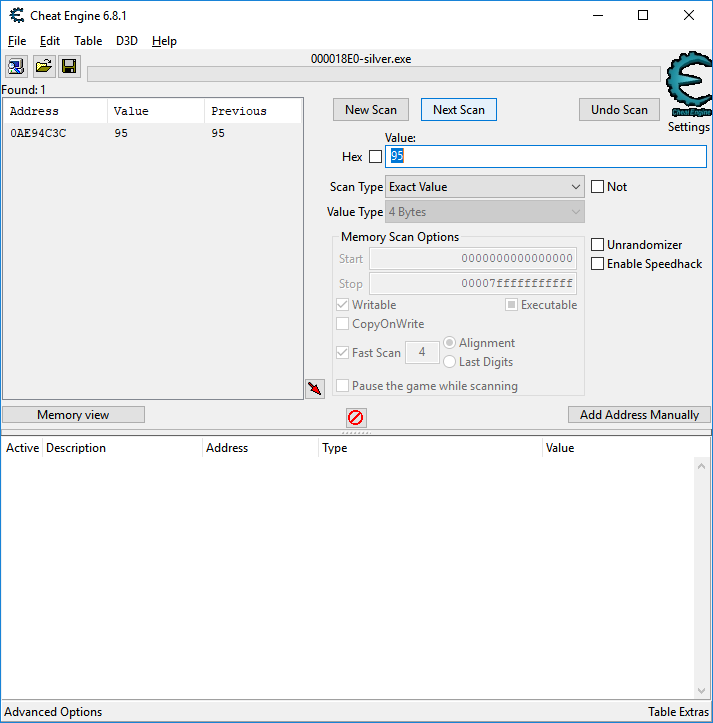 Cheat Engine 6.8.1
File Edit Table D3D Help
000018E0-silver.exe
Found: 1
Address Value Previous
0AE94C3C 95 95
New Scan Next Scan Undo Scan
Cheat Engine
Settings
Value:
Hex 95
Scan Type Exact Value Not
Value Type 4 Bytes
Memory Scan Options
Start 0000000000000000
Stop 00007fffffffffff
Unrandomizer
Enable Speedhack
Writable Executable
CopyOnWrite
Fast Scan 4 Alignment
Last Digits
Pause the game while scanning
Memory view Add Address Manually
Active Description Address Type Value
Advanced Options Table Extras